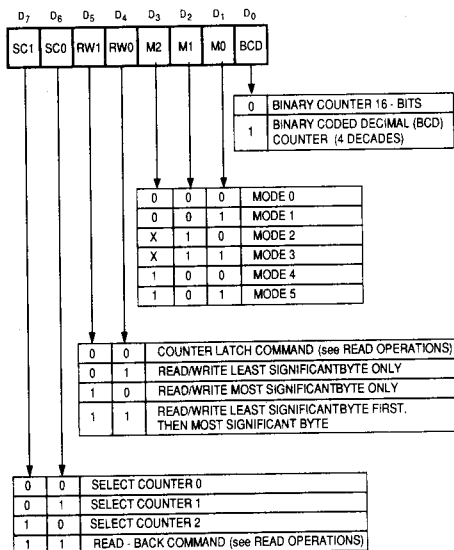 D7 D6 D5 D4 D3 D2 D1 D0
SC1 SC0 RW1 RW0 M2 M1 M0 BCD
0 BINARY COUNTER 16 - BITS
1 BINARY CODED DECIMAL (BCD)
COUNTER (4 DECADES)
0 0 0 MODE 0
0 0 1 MODE 1
X 1 0 MODE 2
X 1 1 MODE 3
1 0 0 MODE 4
1 0 1 MODE 5
0 0 COUNTER LATCH COMMAND (see READ OPERATIONS)
0 1 READ/WRITE LEAST SIGNIFICANTBYTE ONLY
1 0 READ/WRITE MOST SIGNIFICANTBYTE ONLY
1 1 READ/WRITE LEAST SIGNIFICANTBYTE FIRST,
THEN MOST SIGNIFICANT BYTE
0 0 SELECT COUNTER 0
0 1 SELECT COUNTER 1
1 0 SELECT COUNTER 2
1 1 READ - BACK COMMAND (see READ OPERATIONS)